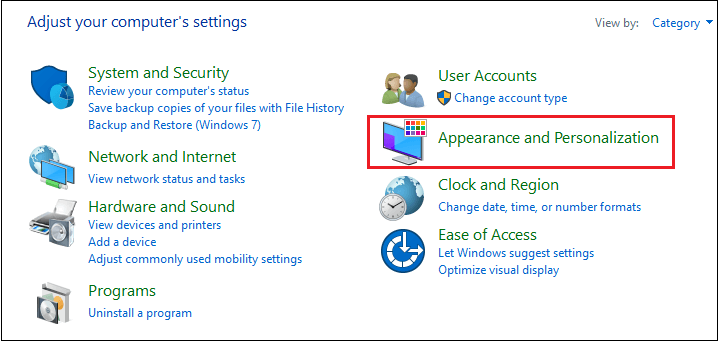 Adjust your computer's settings
View by: Category
System and Security
Review your computer's status
Save backup copies of your files with File History
Backup and Restore (Windows 7)
Network and Internet
View network status and tasks
Hardware and Sound
View devices and printers
Add a device
Adjust commonly used mobility settings
Programs
Uninstall a program
User Accounts
Change account type
Appearance and Personalization
Clock and Region
Change date, time, or number formats
Ease of Access
Let Windows suggest settings
Optimize visual display